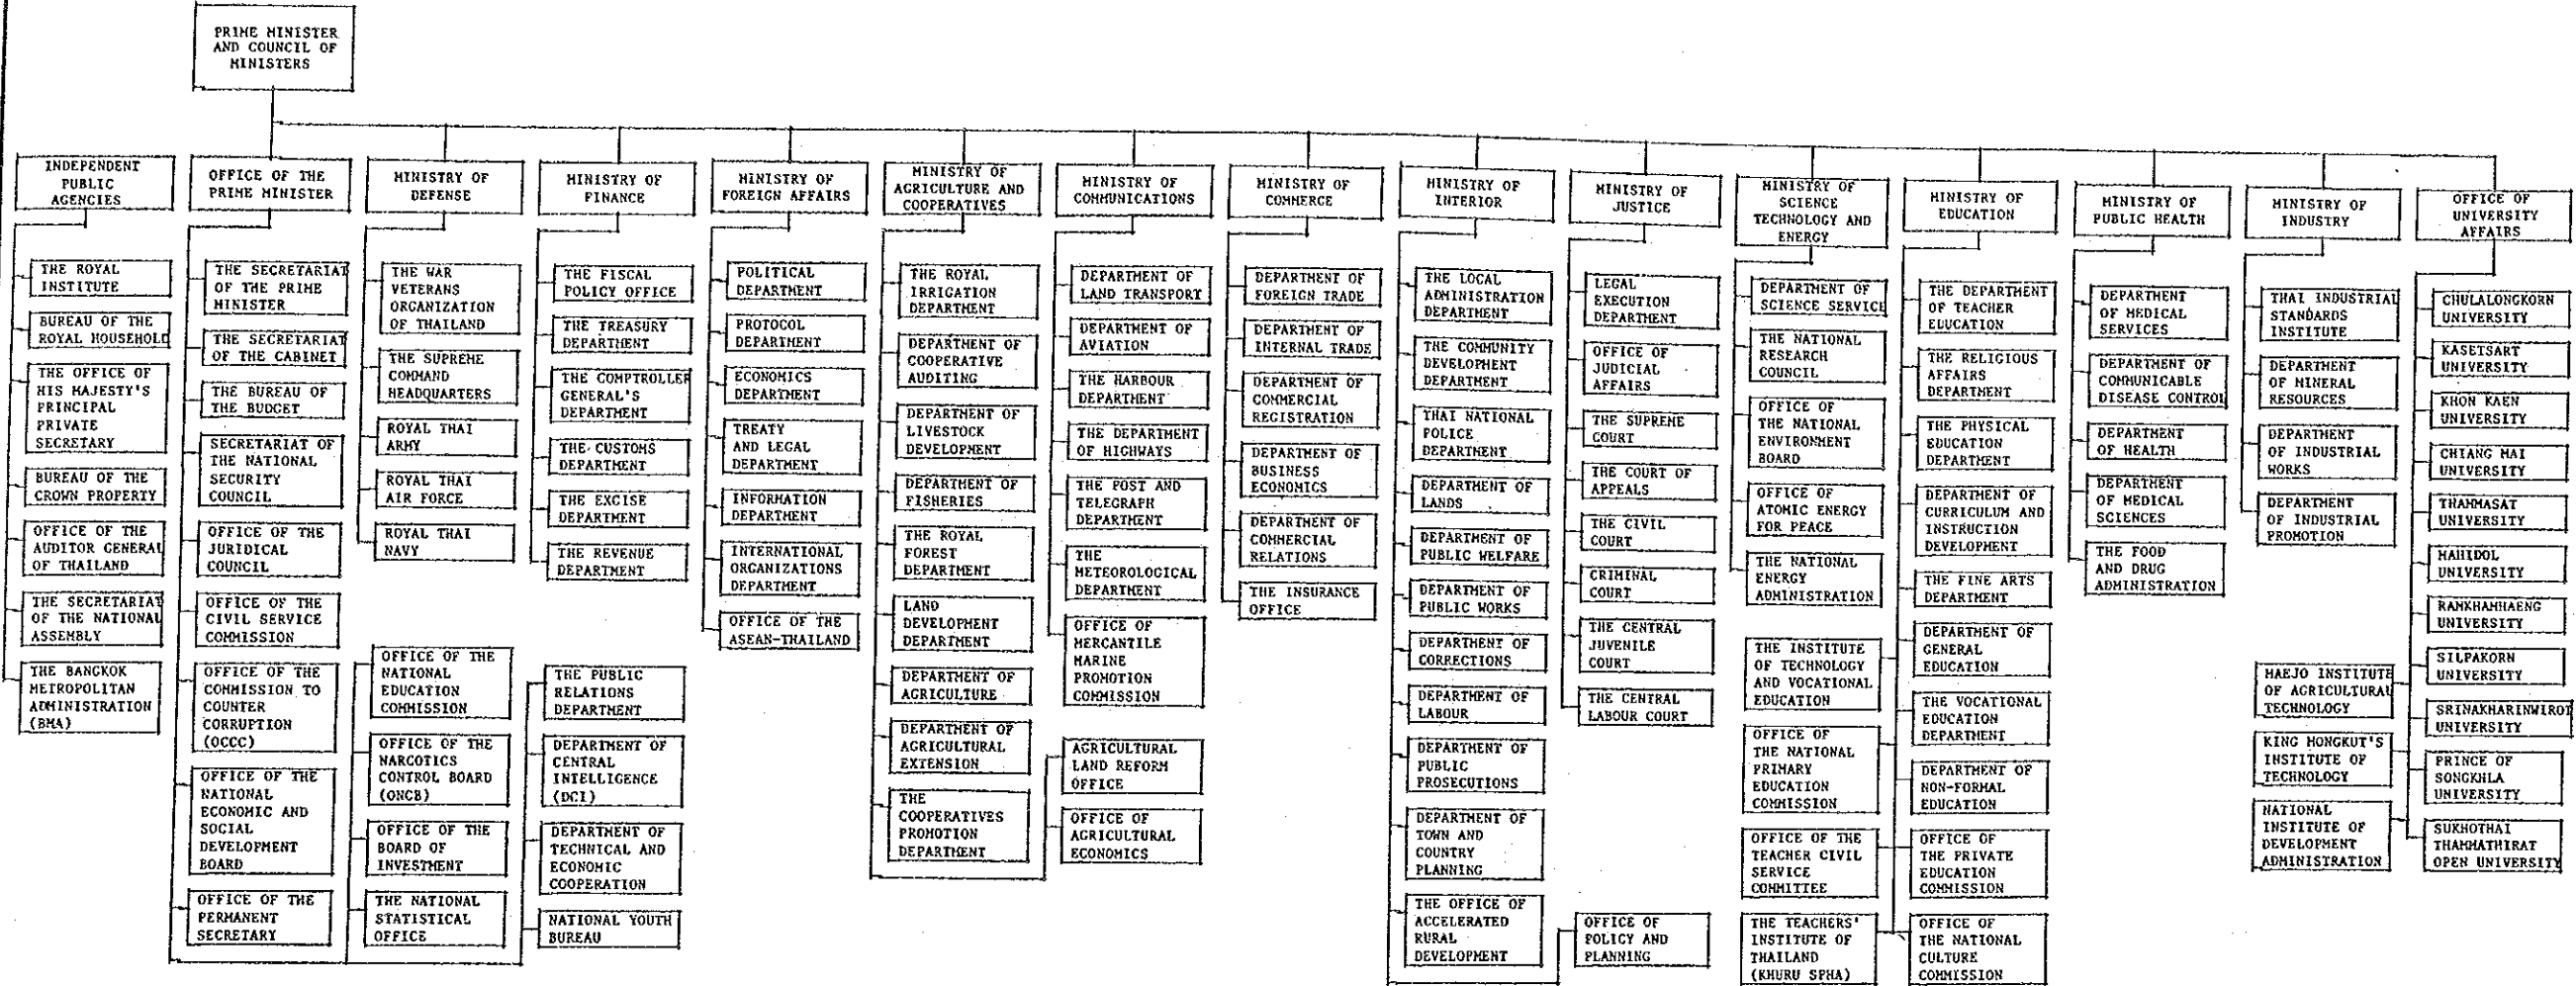 PRIME MINISTER
AND COUNCIL OF
MINISTERS
INDEPENDENT
PUBLIC
AGENCIES
OFFICE OF THE
PRIME MINISTER
MINISTRY OF
DEFENSE
MINISTRY OF
FINANCE
MINISTRY OF
FOREIGN AFFAIRS
MINISTRY OF
AGRICULTURE AND
COOPERATIVES
MINISTRY OF
COMMUNICATIONS
MINISTRY OF
COMMERCE
MINISTRY OF
INTERIOR
MINISTRY OF
JUSTICE
MINISTRY OF
SCIENCE
TECHNOLOGY AND
ENERGY
MINISTRY OF
EDUCATION
MINISTRY OF
PUBLIC HEALTH
MINISTRY OF
INDUSTRY
OFFICE OF
UNIVERSITY
AFFAIRS
THE ROYAL
INSTITUTE
BUREAU OF THE
ROYAL HOUSEHOLD
THE OFFICE OF
HIS MAJESTY'S
PRINCIPAL
PRIVATE
SECRETARY
BUREAU OF THE
CROWN PROPERTY
OFFICE OF THE
AUDITOR GENERAL
OF THAILAND
THE SECRETARIAT
OF THE NATIONAL
ASSEMBLY
THE BANGKOK
METROPOLITAN
ADMINISTRATION
(BMA)
THE SECRETARIAT
OF THE PRIME
MINISTER
THE SECRETARIAT
OF THE CABINET
THE BUREAU OF
THE BUDGET
SECRETARIAT OF
THE NATIONAL
SECURITY
COUNCIL
OFFICE OF THE
JURIDICAL
COUNCIL
OFFICE OF THE
CIVIL SERVICE
COMMISSION
OFFICE OF THE
COMMISSION TO
COUNTER
CORRUPTION
(OCCC)
OFFICE OF THE
NATIONAL
ECONOMIC AND
SOCIAL
DEVELOPMENT
BOARD
OFFICE OF THE
PERMANENT
SECRETARY
THE WAR
VETERANS
ORGANIZATION
OF THAILAND
THE SUPREME
COMMAND
HEADQUARTERS
ROYAL THAI
ARMY
ROYAL THAI
AIR FORCE
ROYAL THAI
NAVY
OFFICE OF THE
NATIONAL
EDUCATION
COMMISSION
OFFICE OF THE
NARCOTICS
CONTROL BOARD
(ONCB)
OFFICE OF THE
BOARD OF
INVESTMENT
THE NATIONAL
STATISTICAL
OFFICE
THE FISCAL
POLICY OFFICE
THE TREASURY
DEPARTMENT
THE COMPTROLLER
GENERAL'S
DEPARTMENT
THE CUSTOMS
DEPARTMENT
THE EXCISE
DEPARTMENT
THE REVENUE
DEPARTMENT
THE PUBLIC
RELATIONS
DEPARTMENT
DEPARTMENT OF
CENTRAL
INTELLIGENCE
(DCI)
DEPARTMENT OF
TECHNICAL AND
ECONOMIC
COOPERATION
NATIONAL YOUTH
BUREAU
POLITICAL
DEPARTMENT
PROTOCOL
DEPARTMENT
ECONOMICS
DEPARTMENT
TREATY
AND LEGAL
DEPARTMENT
INFORMATION
DEPARTMENT
INTERNATIONAL
ORGANIZATIONS
DEPARTMENT
OFFICE OF THE
ASEAN-THAILAND
THE ROYAL
IRRIGATION
DEPARTMENT
DEPARTMENT OF
COOPERATIVE
AUDITING
DEPARTMENT OF
LIVESTOCK
DEVELOPMENT
DEPARTMENT OF
FISHERIES
THE ROYAL
FOREST
DEPARTMENT
LAND
DEVELOPMENT
DEPARTMENT
DEPARTMENT OF
AGRICULTURE
DEPARTMENT OF
AGRICULTURAL
EXTENSION
THE
COOPERATIVES
PROMOTION
DEPARTMENT
DEPARTMENT OF
LAND TRANSPORT
DEPARTMENT OF
AVIATION
THE HARBOUR
DEPARTMENT
THE DEPARTMENT
OF HIGHWAYS
THE POST AND
TELEGRAPH
DEPARTMENT
THE
METEOROLOGICAL
DEPARTMENT
OFFICE OF
MERCANTILE
MARINE
PROMOTION
COMMISSION
AGRICULTURAL
LAND REFORM
OFFICE
OFFICE OF
AGRICULTURAL
ECONOMICS
DEPARTMENT OF
FOREIGN TRADE
DEPARTMENT OF
INTERNAL TRADE
DEPARTMENT OF
COMMERCIAL
REGISTRATION
DEPARTMENT OF
BUSINESS
ECONOMICS
DEPARTMENT OF
COMMERCIAL
RELATIONS
THE INSURANCE
OFFICE
THE LOCAL
ADMINISTRATION
DEPARTMENT
THE COMMUNITY
DEVELOPMENT
DEPARTMENT
THAI NATIONAL
POLICE
DEPARTMENT
DEPARTMENT OF
LANDS
DEPARTMENT OF
PUBLIC WELFARE
DEPARTMENT OF
PUBLIC WORKS
DEPARTMENT OF
CORRECTIONS
DEPARTMENT OF
LABOUR
DEPARTMENT OF
PUBLIC
PROSECUTIONS
DEPARTMENT OF
TOWN AND
COUNTRY
PLANNING
THE OFFICE OF
ACCELERATED
RURAL
DEVELOPMENT
LEGAL
EXECUTION
DEPARTMENT
OFFICE OF
JUDICIAL
AFFAIRS
THE SUPREME
COURT
THE COURT OF
APPEALS
THE CIVIL
COURT
CRIMINAL
COURT
THE CENTRAL
JUVENILE
COURT
THE CENTRAL
LABOUR COURT
OFFICE OF
POLICY AND
PLANNING
DEPARTMENT OF
SCIENCE SERVICE
THE NATIONAL
RESEARCH
COUNCIL
OFFICE OF
THE NATIONAL
ENVIRONMENT
BOARD
OFFICE OF
ATOMIC ENERGY
FOR PEACE
THE NATIONAL
ENERGY
ADMINISTRATION
THE INSTITUTE
OF TECHNOLOGY
AND VOCATIONAL
EDUCATION
OFFICE OF
THE NATIONAL
PRIMARY
EDUCATION
COMMISSION
OFFICE OF THE
TEACHER CIVIL
SERVICE
COMMITTEE
THE TEACHERS'
INSTITUTE OF
THAILAND
(KHURU SPHA)
THE DEPARTMENT
OF TEACHER
EDUCATION
THE RELIGIOUS
AFFAIRS
DEPARTMENT
THE PHYSICAL
EDUCATION
DEPARTMENT
DEPARTMENT OF
CURRICULUM AND
INSTRUCTION
DEVELOPMENT
THE FINE ARTS
DEPARTMENT
DEPARTMENT OF
GENERAL
EDUCATION
THE VOCATIONAL
EDUCATION
DEPARTMENT
DEPARTMENT OF
NON-FORMAL
EDUCATION
OFFICE OF
THE PRIVATE
EDUCATION
COMMISSION
OFFICE OF
THE NATIONAL
CULTURE
COMMISSION
DEPARTMENT
OF MEDICAL
SERVICES
DEPARTMENT OF
COMMUNICABLE
DISEASE CONTROL
DEPARTMENT
OF HEALTH
DEPARTMENT
OF MEDICAL
SCIENCES
THE FOOD
AND DRUG
ADMINISTRATION
THAI INDUSTRIAL
STANDARDS
INSTITUTE
DEPARTMENT
OF MINERAL
RESOURCES
DEPARTMENT
OF INDUSTRIAL
WORKS
DEPARTMENT
OF INDUSTRIAL
PROMOTION
MAEJO INSTITUTE
OF AGRICULTURAL
TECHNOLOGY
KING MONGKUT'S
INSTITUTE OF
TECHNOLOGY
NATIONAL
INSTITUTE OF
DEVELOPMENT
ADMINISTRATION
CHULALONGKORN
UNIVERSITY
KASETSART
UNIVERSITY
KHON KAEN
UNIVERSITY
CHIANG MAI
UNIVERSITY
THAMMASAT
UNIVERSITY
MAHIDOL
UNIVERSITY
RAMKHAMHAENG
UNIVERSITY
SILPAKORN
UNIVERSITY
SRINAKHARINWIROT
UNIVERSITY
PRINCE OF
SONGKHLA
UNIVERSITY
SUKHOTHAI
THAMMATHIRAT
OPEN UNIVERSITY